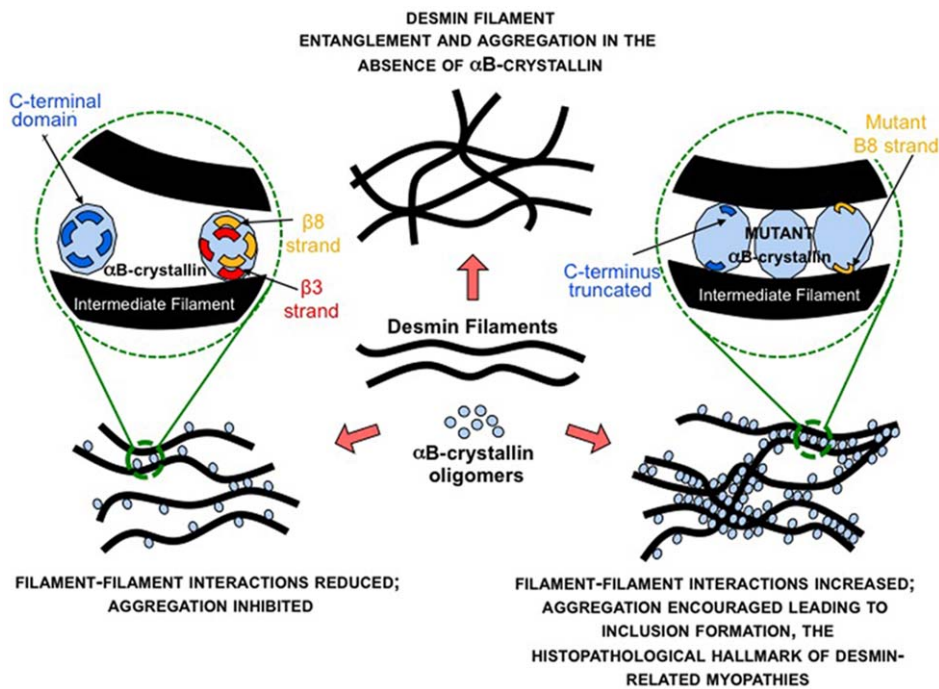 DESMIN FILAMENT
ENTANGLEMENT AND AGGREGATION IN THE
ABSENCE OF αB-CRYSTALLIN
C-terminal
domain
β8
strand
αB-crystallin
β3
strand
Intermediate Filament
Mutant
B8 strand
MUTANT
αB-crystallin
C-terminus
truncated
Intermediate Filament
Desmin Filaments
αB-crystallin
oligomers
FILAMENT-FILAMENT INTERACTIONS REDUCED;
AGGREGATION INHIBITED
FILAMENT-FILAMENT INTERACTIONS INCREASED;
AGGREGATION ENCOURAGED LEADING TO
INCLUSION FORMATION, THE
HISTOPATHOLOGICAL HALLMARK OF DESMIN-
RELATED MYOPATHIES